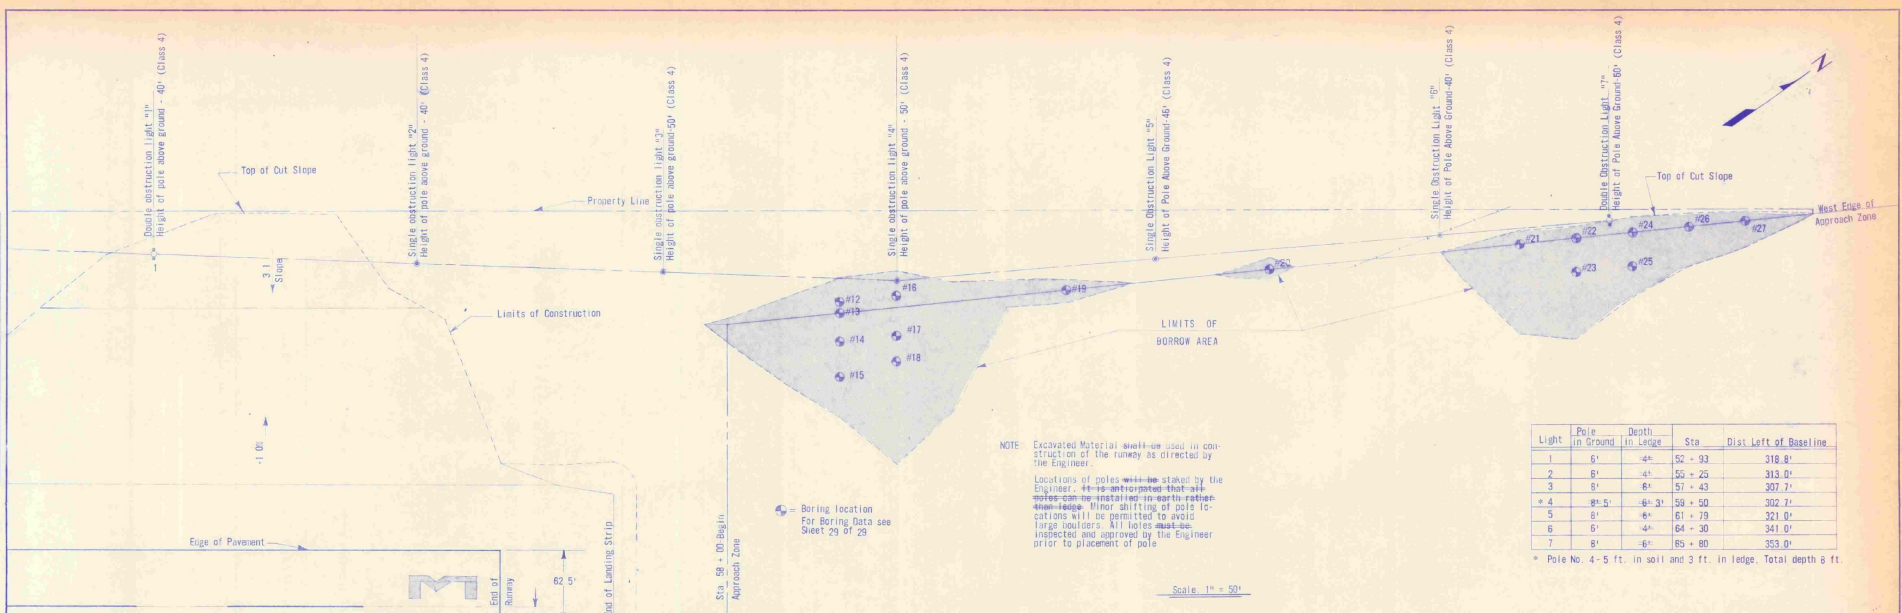 Double obstruction light "1"
Height of pole above ground - 40' (Class 4)
Single obstruction light "2"
Height of pole above ground - 40' (Class 4)
Single obstruction light "3"
Height of pole above ground-50' (Class 4)
Single obstruction light "4"
Height of pole above ground - 50' (Class 4)
Single Obstruction Light "5"
Height of Pole Above Ground-45' (Class 4)
Single Obstruction Light "6"
Height of Pole Above Ground-40' (Class 4)
Double Obstruction Light "7"
Height of Pole Above Ground-60' (Class 4)
N
Top of Cut Slope
Property Line
Top of Cut Slope
West Edge of
Approach Zone
1
3 1
Slope
Limits of Construction
#12
#13
#14
#15
#16
#17
#18
#19
#20
#21
#22
#23
#24
#25
#26
#27
LIMITS OF
BORROW AREA
NOTE Excavated Material shall be used in con-
struction of the runway as directed by
the Engineer.
Locations of poles will be staked by the
Engineer. It is anticipated that all
poles can be installed in earth rather
than ledge Minor shifting of pole lo-
cations will be permitted to avoid
large boulders. All holes must be
inspected and approved by the Engineer
prior to placement of pole
= Boring location
For Boring Data see
Sheet 29 of 29
Light Pole in Ground Depth in Ledge Sta Dist Left of Baseline
1 6' 4' 52 + 93 318.8'
2 6' 4' 55 + 25 313.0'
3 8' 6' 57 + 43 307.7'
* 4 8' 5' 6' 3' 59 + 50 302.7'
5 8' 6' 61 + 79 321 0'
6 6' 4' 64 + 30 341 0'
7 8' 6' 65 + 80 353.0'
* Pole No. 4 - 5 ft. in soil and 3 ft. in ledge. Total depth 8 ft.
Edge of Pavement
End of
Runway
62 5'
End of Landing Strip
Sta 58 + 00 Begin
Approach Zone
Scale 1" = 50'